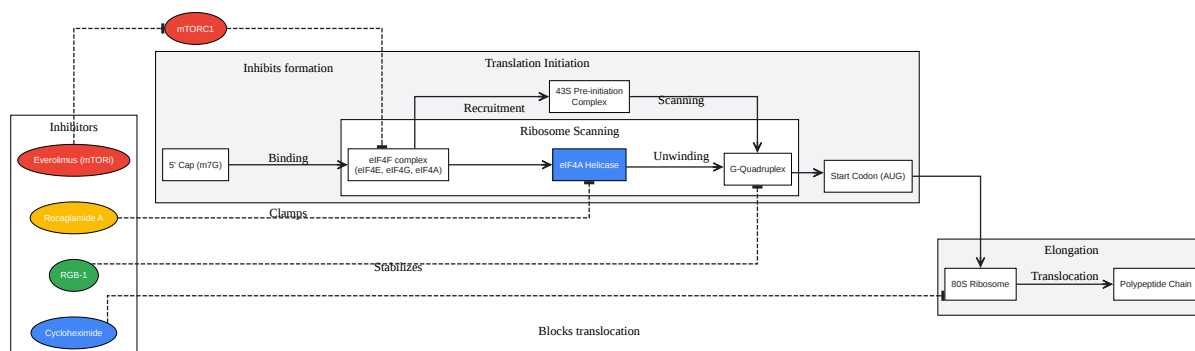 mTORC1
Inhibits formation
Translation Initiation
43S Pre-initiation
Complex
Recruitment
Scanning
Inhibitors
Ribosome Scanning
Everolimus (mTORi)
5' Cap (m7G)
Binding
eIF4F complex
(eIF4E, eIF4G, eIF4A)
eIF4A Helicase
Unwinding
G-Quadruplex
Start Codon (AUG)
Rocaglamide A
Clamps
Elongation
RGB-1
Stabilizes
80S Ribosome
Translocation
Polypeptide Chain
Cycloheximide
Blocks translocation